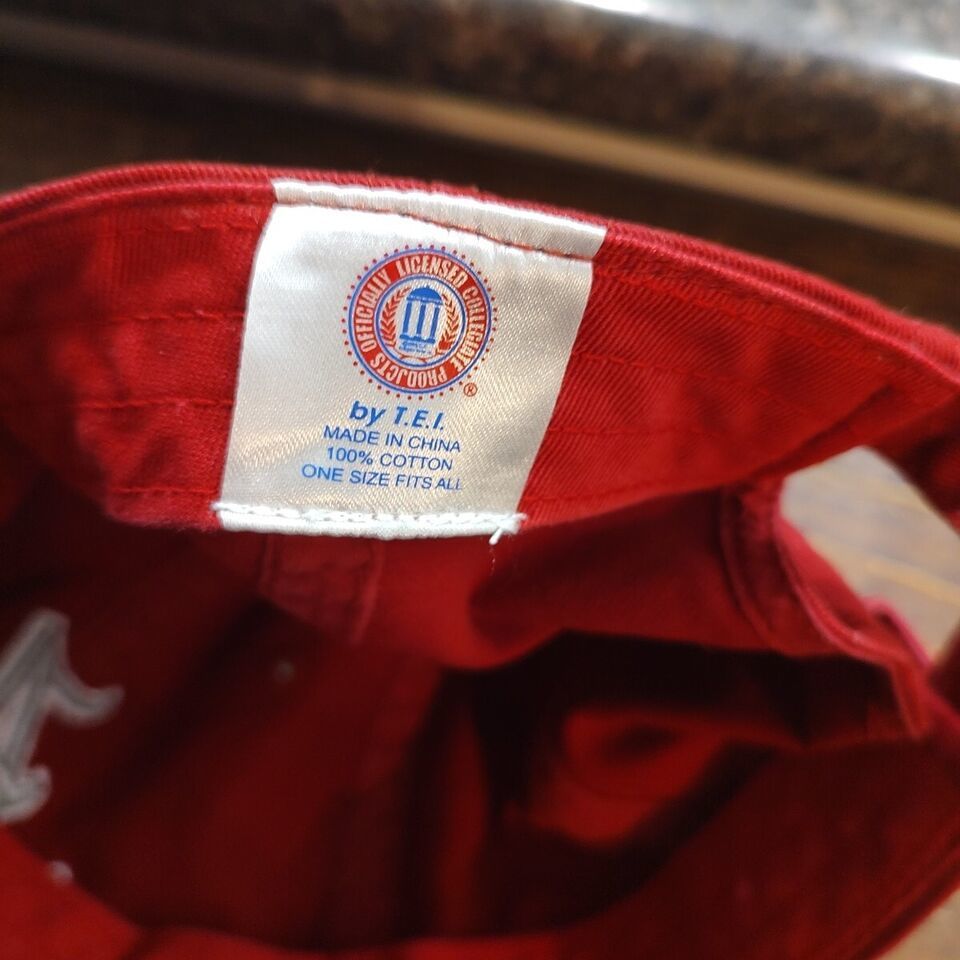 OFFICIALLY LICENSED COLLEGIATE PRODUCTS
®
by T.E.I.
MADE IN CHINA
100% COTTON
ONE SIZE FITS ALL